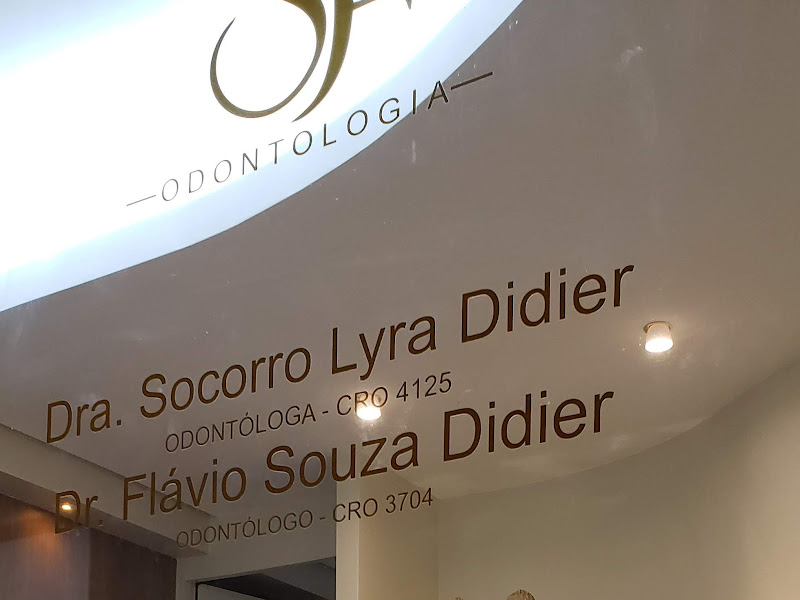 —ODONTOLOGIA—
Dra. Socorro Lyra Didier
ODONTÓLOGA - CRO 4125
Dr. Flávio Souza Didier
ODONTÓLOGO - CRO 3704